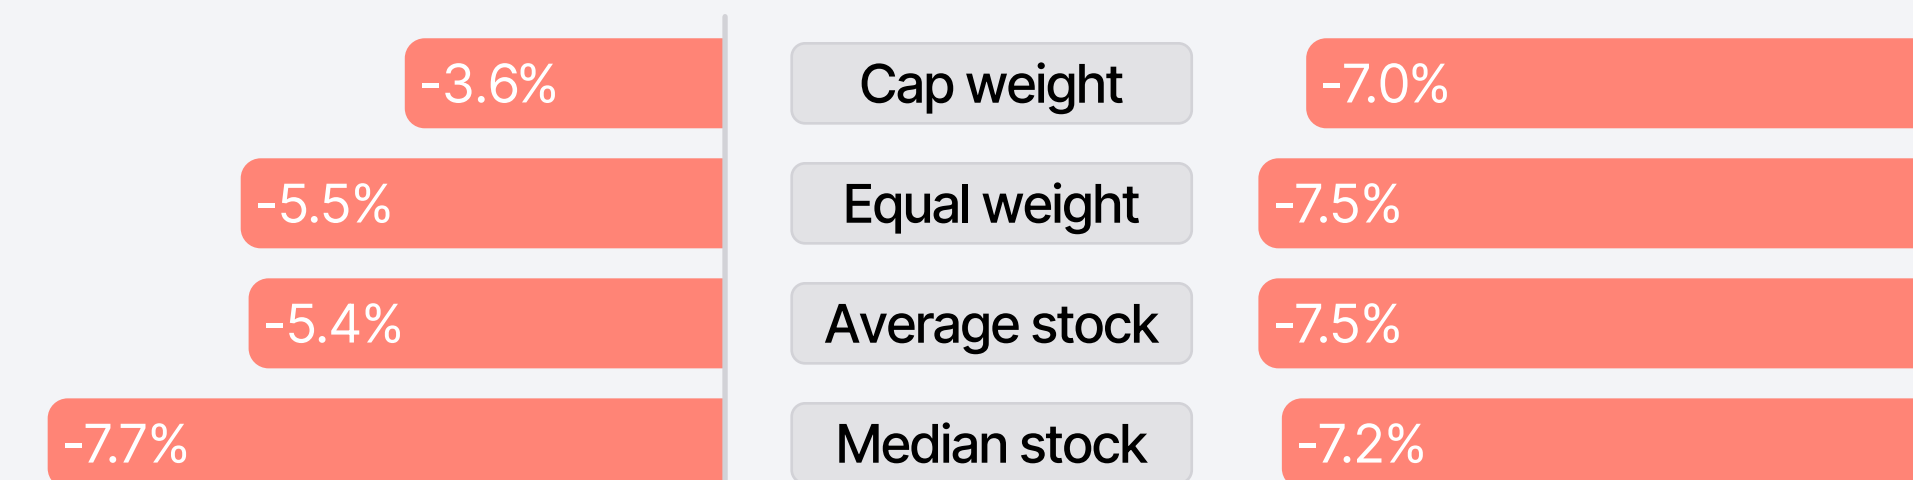 -3.6% Cap weight -7.0%
-5.5% Equal weight -7.5%
-5.4% Average stock -7.5%
-7.7% Median stock -7.2%